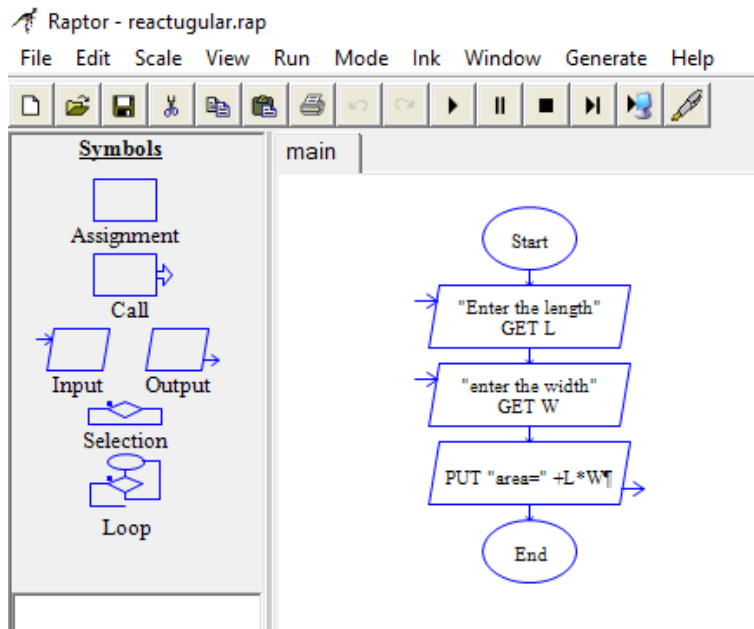 Raptor - reactugular.rap
File Edit Scale View Run Mode Ink Window Generate Help
Symbols
Assignment
Call
Input Output
Selection
Loop
main
Start
"Enter the length"
GET L
"enter the width"
GET W
PUT "area=" +L*W¶
End